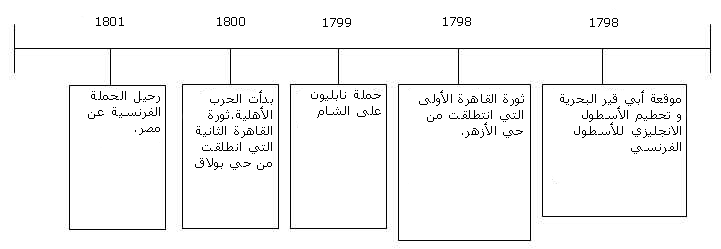 1798
1798
1799
1800
1801
موقعة أبي قير البحرية
و تحطيم الأسطول
الانجليزي للأسطول
الفرنسي
ثورة القاهرة الأولى
التي انتطلقت من
حي الأزهر.
حملة نابليون
على الشام
بدأت الحرب
الأهلية.ثورة
القاهرة الثانية
التي انطلقت
من حي بولاق
رحيل الحملة
الفرنسية عن
مصر.